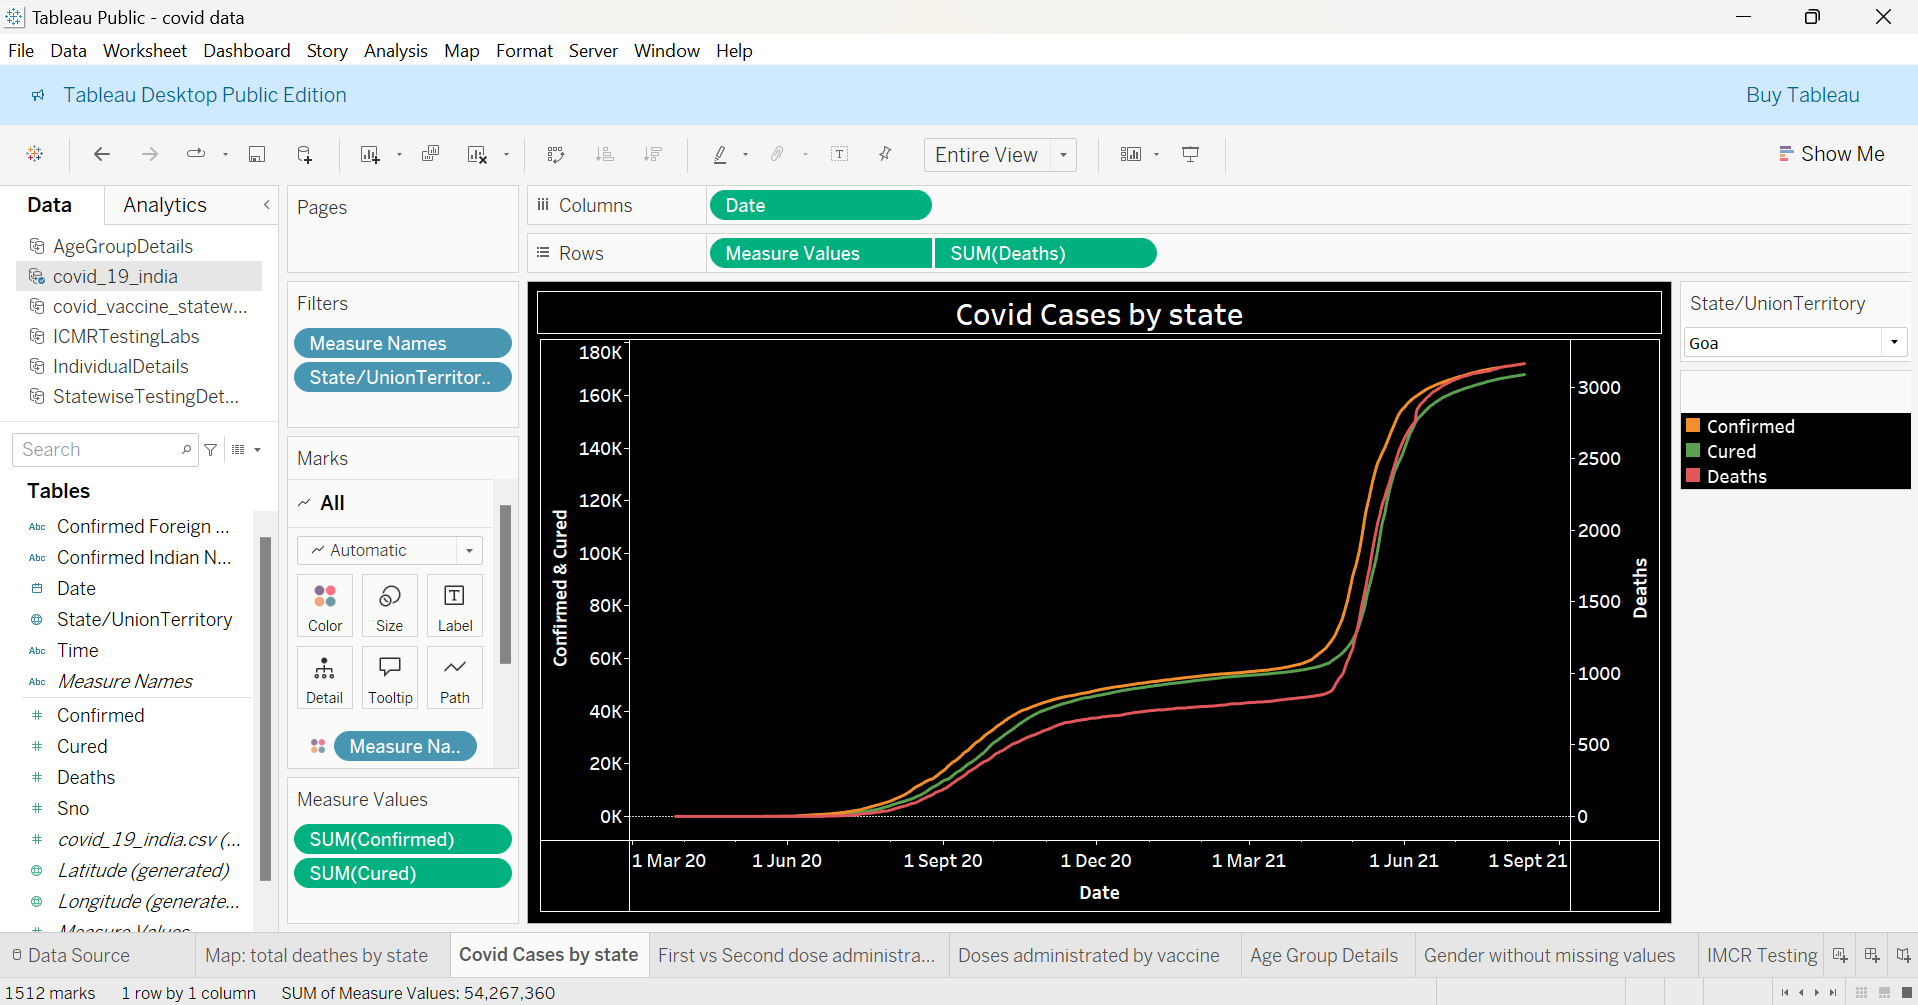 Tableau Public - covid data
File Data Worksheet Dashboard Story Analysis Map Format Server Window Help
Tableau Desktop Public Edition
Buy Tableau
Entire View
Show Me
Data
Analytics
AgeGroupDetails
covid_19_india
covid_vaccine_statew...
ICMRTestingLabs
IndividualDetails
StatewiseTestingDet...
Search
Tables
Abc Confirmed Foreign ...
Abc Confirmed Indian N...
Date
State/UnionTerritory
Abc Time
Abc Measure Names
# Confirmed
# Cured
# Deaths
# Sno
# covid_19_india.csv (...
Latitude (generated)
Longitude (generate...
# Measure Values
Pages
Filters
Measure Names
State/UnionTerritor..
Marks
All
Automatic
Color
Size
Label
Detail
Tooltip
Path
Measure Na..
Measure Values
SUM(Confirmed)
SUM(Cured)
Columns
Date
Rows
Measure Values
SUM(Deaths)
Covid Cases by state
Confirmed & Cured
180K
160K
140K
120K
100K
80K
60K
40K
20K
0K
3000
2500
2000
1500
1000
500
0
Deaths
1 Mar 20
1 Jun 20
1 Sept 20
1 Dec 20
1 Mar 21
1 Jun 21
1 Sept 21
Date
State/UnionTerritory
Goa
Confirmed
Cured
Deaths
Data Source
Map: total deathes by state
Covid Cases by state
First vs Second dose administra...
Doses administrated by vaccine
Age Group Details
Gender without missing values
IMCR Testing
1512 marks
1 row by 1 column
SUM of Measure Values: 54,267,360